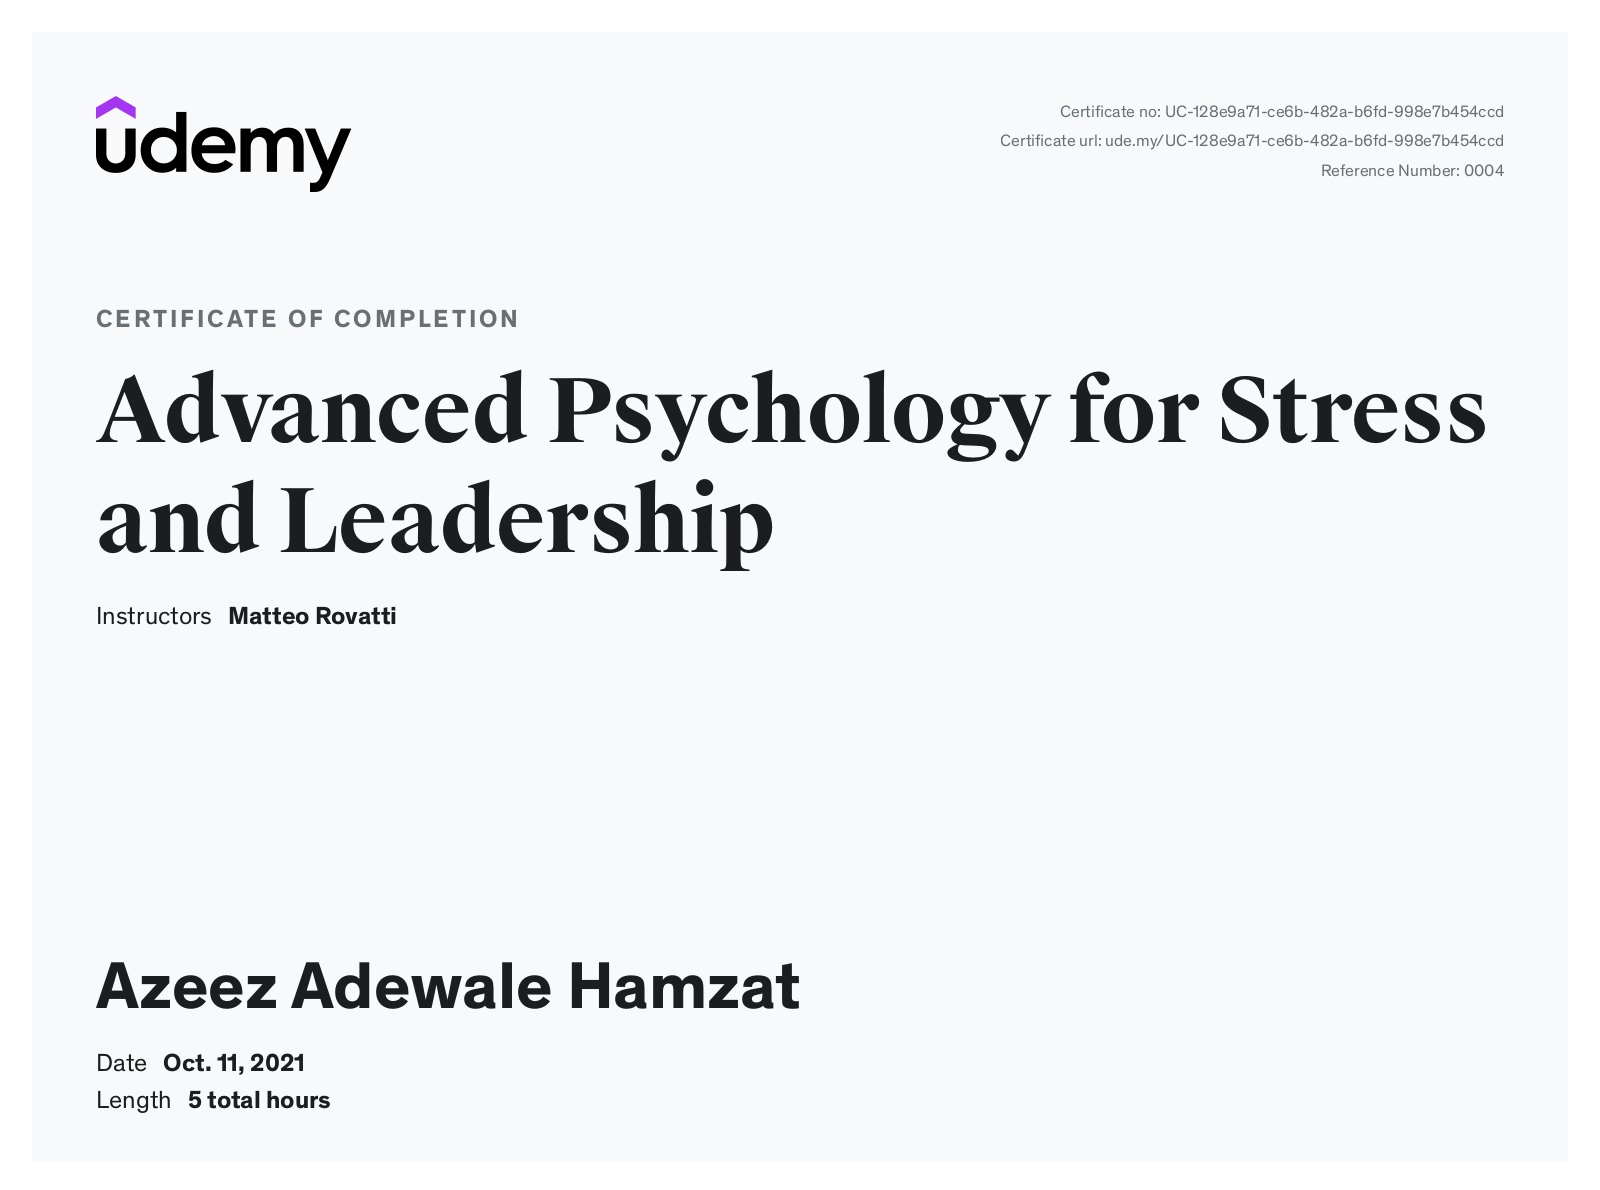 udemy
Certificate no: UC-128e9a71-ce6b-482a-b6fd-998e7b454ccd
Certificate url: ude.my/UC-128e9a71-ce6b-482a-b6fd-998e7b454ccd
Reference Number: 0004
CERTIFICATE OF COMPLETION
Advanced Psychology for Stress
and Leadership
Instructors Matteo Rovatti
Azeez Adewale Hamzat
Date Oct. 11, 2021
Length 5 total hours